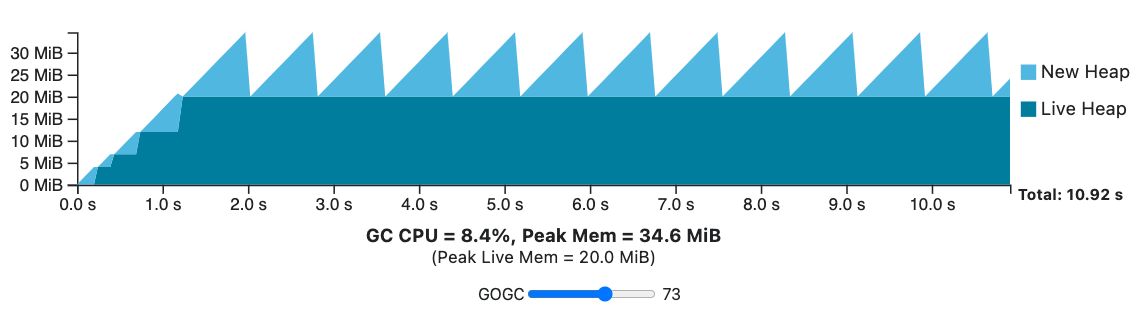 30 MiB
25 MiB
20 MiB
15 MiB
10 MiB
5 MiB
0 MiB
0.0 s 1.0 s 2.0 s 3.0 s 4.0 s 5.0 s 6.0 s 7.0 s 8.0 s 9.0 s 10.0 s
New Heap
Live Heap
Total: 10.92 s
GC CPU = 8.4%, Peak Mem = 34.6 MiB
(Peak Live Mem = 20.0 MiB)
GOGC 73